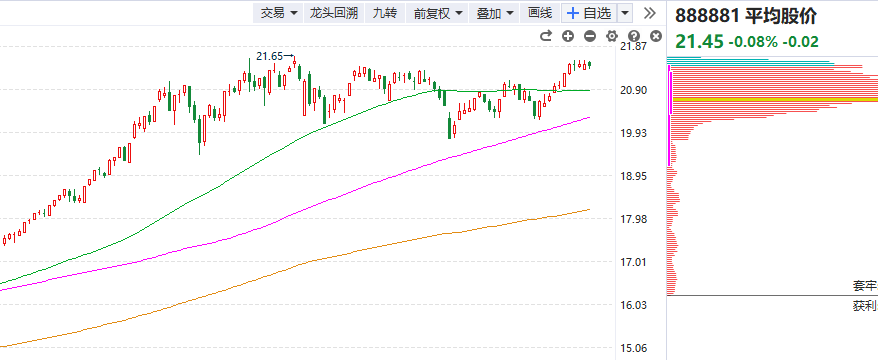 交易 龙头回溯 九转 前复权 叠加 画线 + 自选
888881 平均股价
21.45 -0.08% -0.02
21.87
21.65
20.90
19.93
18.95
17.98
17.01
套牢
获利
16.03
15.06